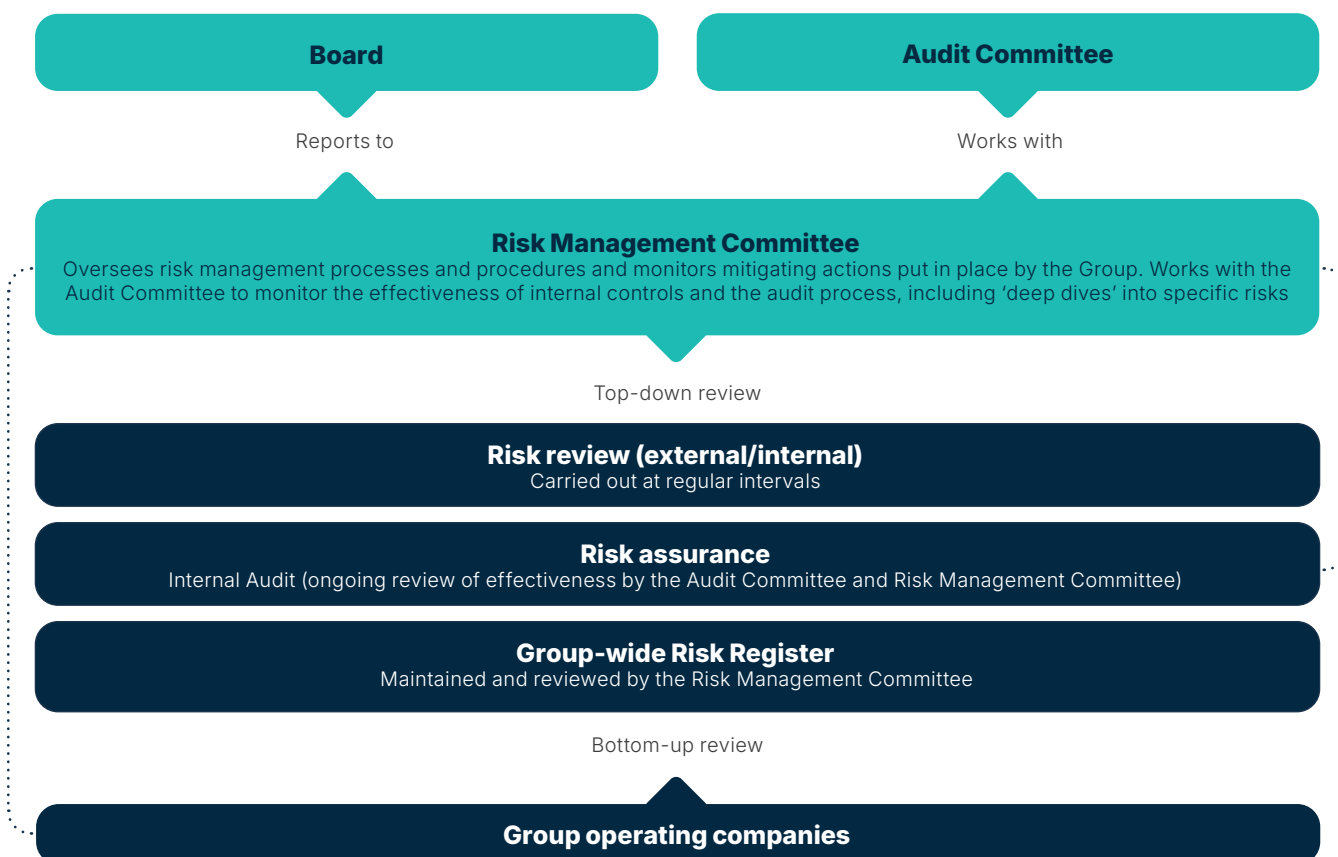 Board
Audit Committee
Reports to
Works with
Risk Management Committee
Oversees risk management processes and procedures and monitors mitigating actions put in place by the Group. Works with the
Audit Committee to monitor the effectiveness of internal controls and the audit process, including ‘deep dives’ into specific risks
Top-down review
Risk review (external/internal)
Carried out at regular intervals
Risk assurance
Internal Audit (ongoing review of effectiveness by the Audit Committee and Risk Management Committee)
Group-wide Risk Register
Maintained and reviewed by the Risk Management Committee
Bottom-up review
Group operating companies